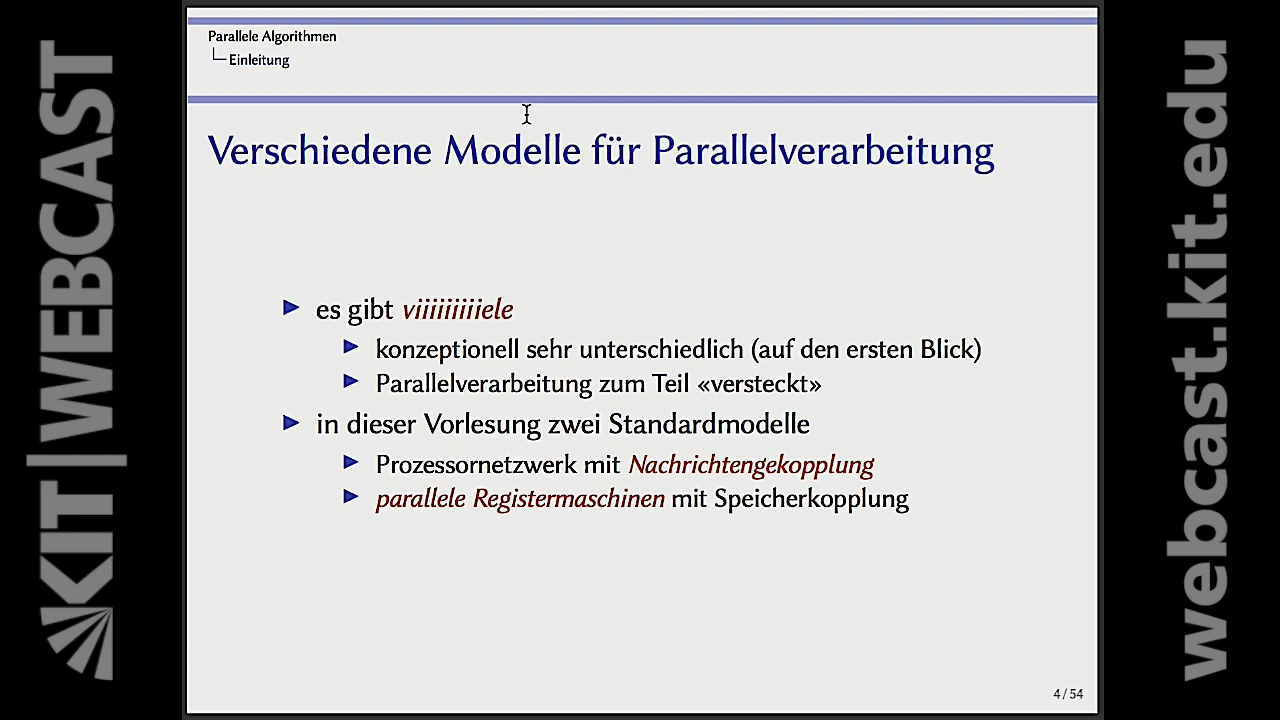 Parallele Algorithmen
Einleitung
Verschiedene Modelle für Parallelverarbeitung
es gibt viiiiiiiiiele
konzeptionell sehr unterschiedlich (auf den ersten Blick)
Parallelverarbeitung zum Teil «versteckt»
in dieser Vorlesung zwei Standardmodelle
Prozessornetzwerk mit Nachrichtengekopplung
parallele Registermaschinen mit Speicherkopplung
4 / 54
KIT|WEBCAST
webcast.kit.edu